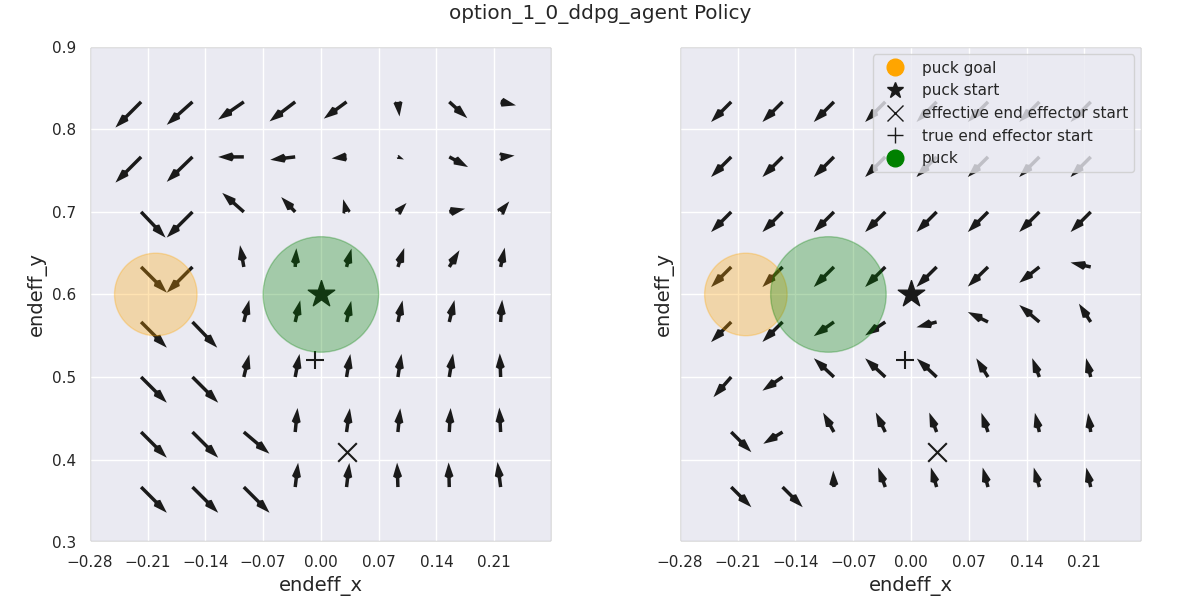 option_1_0_ddpg_agent Policy
0.9
0.8
0.7
0.6
0.5
0.4
0.3
endeff_y
−0.28 −0.21 −0.14 −0.07 0.00 0.07 0.14 0.21
endeff_x
puck goal
puck start
effective end effector start
true end effector start
puck
endeff_y
−0.28 −0.21 −0.14 −0.07 0.00 0.07 0.14 0.21
endeff_x